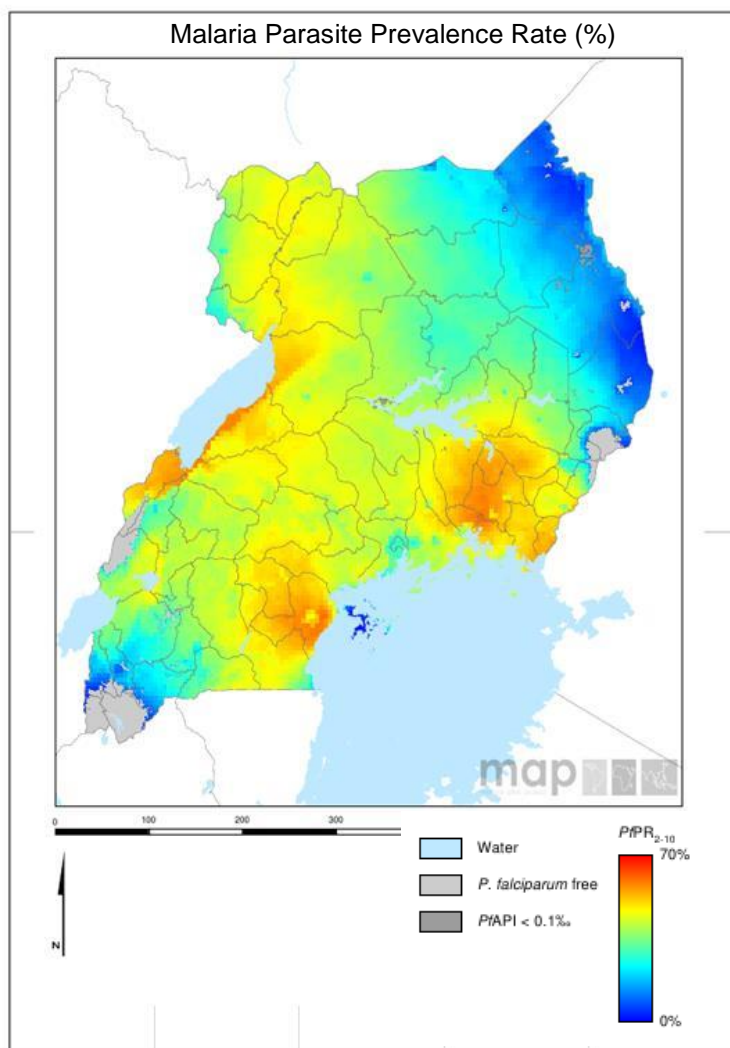 Malaria Parasite Prevalence Rate (%)
map
0 100 200 300
Water
P. falciparum free
PfAPI < 0.1‰
PfPR2-10
70%
0%
N